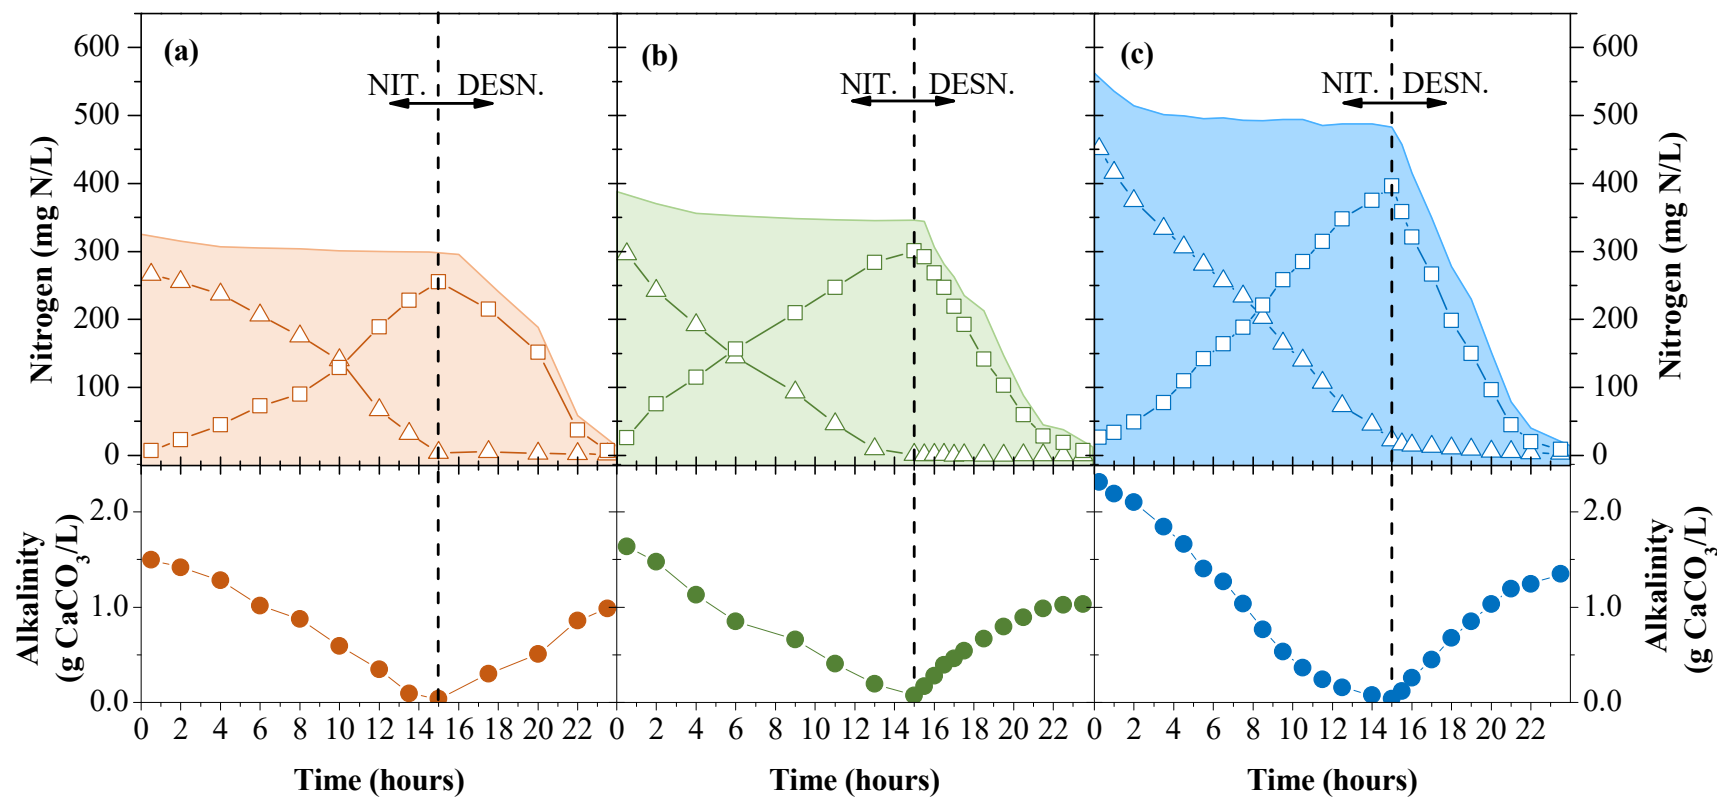 (a)
NIT. DESN.
(b)
NIT. DESN.
(c)
NIT. DESN.
600
500
400
300
200
100
0
Nitrogen (mg N/L)
600
500
400
300
200
100
0
Nitrogen (mg N/L)
2.0
1.0
0.0
Alkalinity
(g CaCO₃/L)
2.0
1.0
0.0
Alkalinity
(g CaCO₃/L)
0 2 4 6 8 10 12 14 16 18 20 22
0 2 4 6 8 10 12 14 16 18 20 22
0 2 4 6 8 10 12 14 16 18 20 22
Time (hours)
Time (hours)
Time (hours)